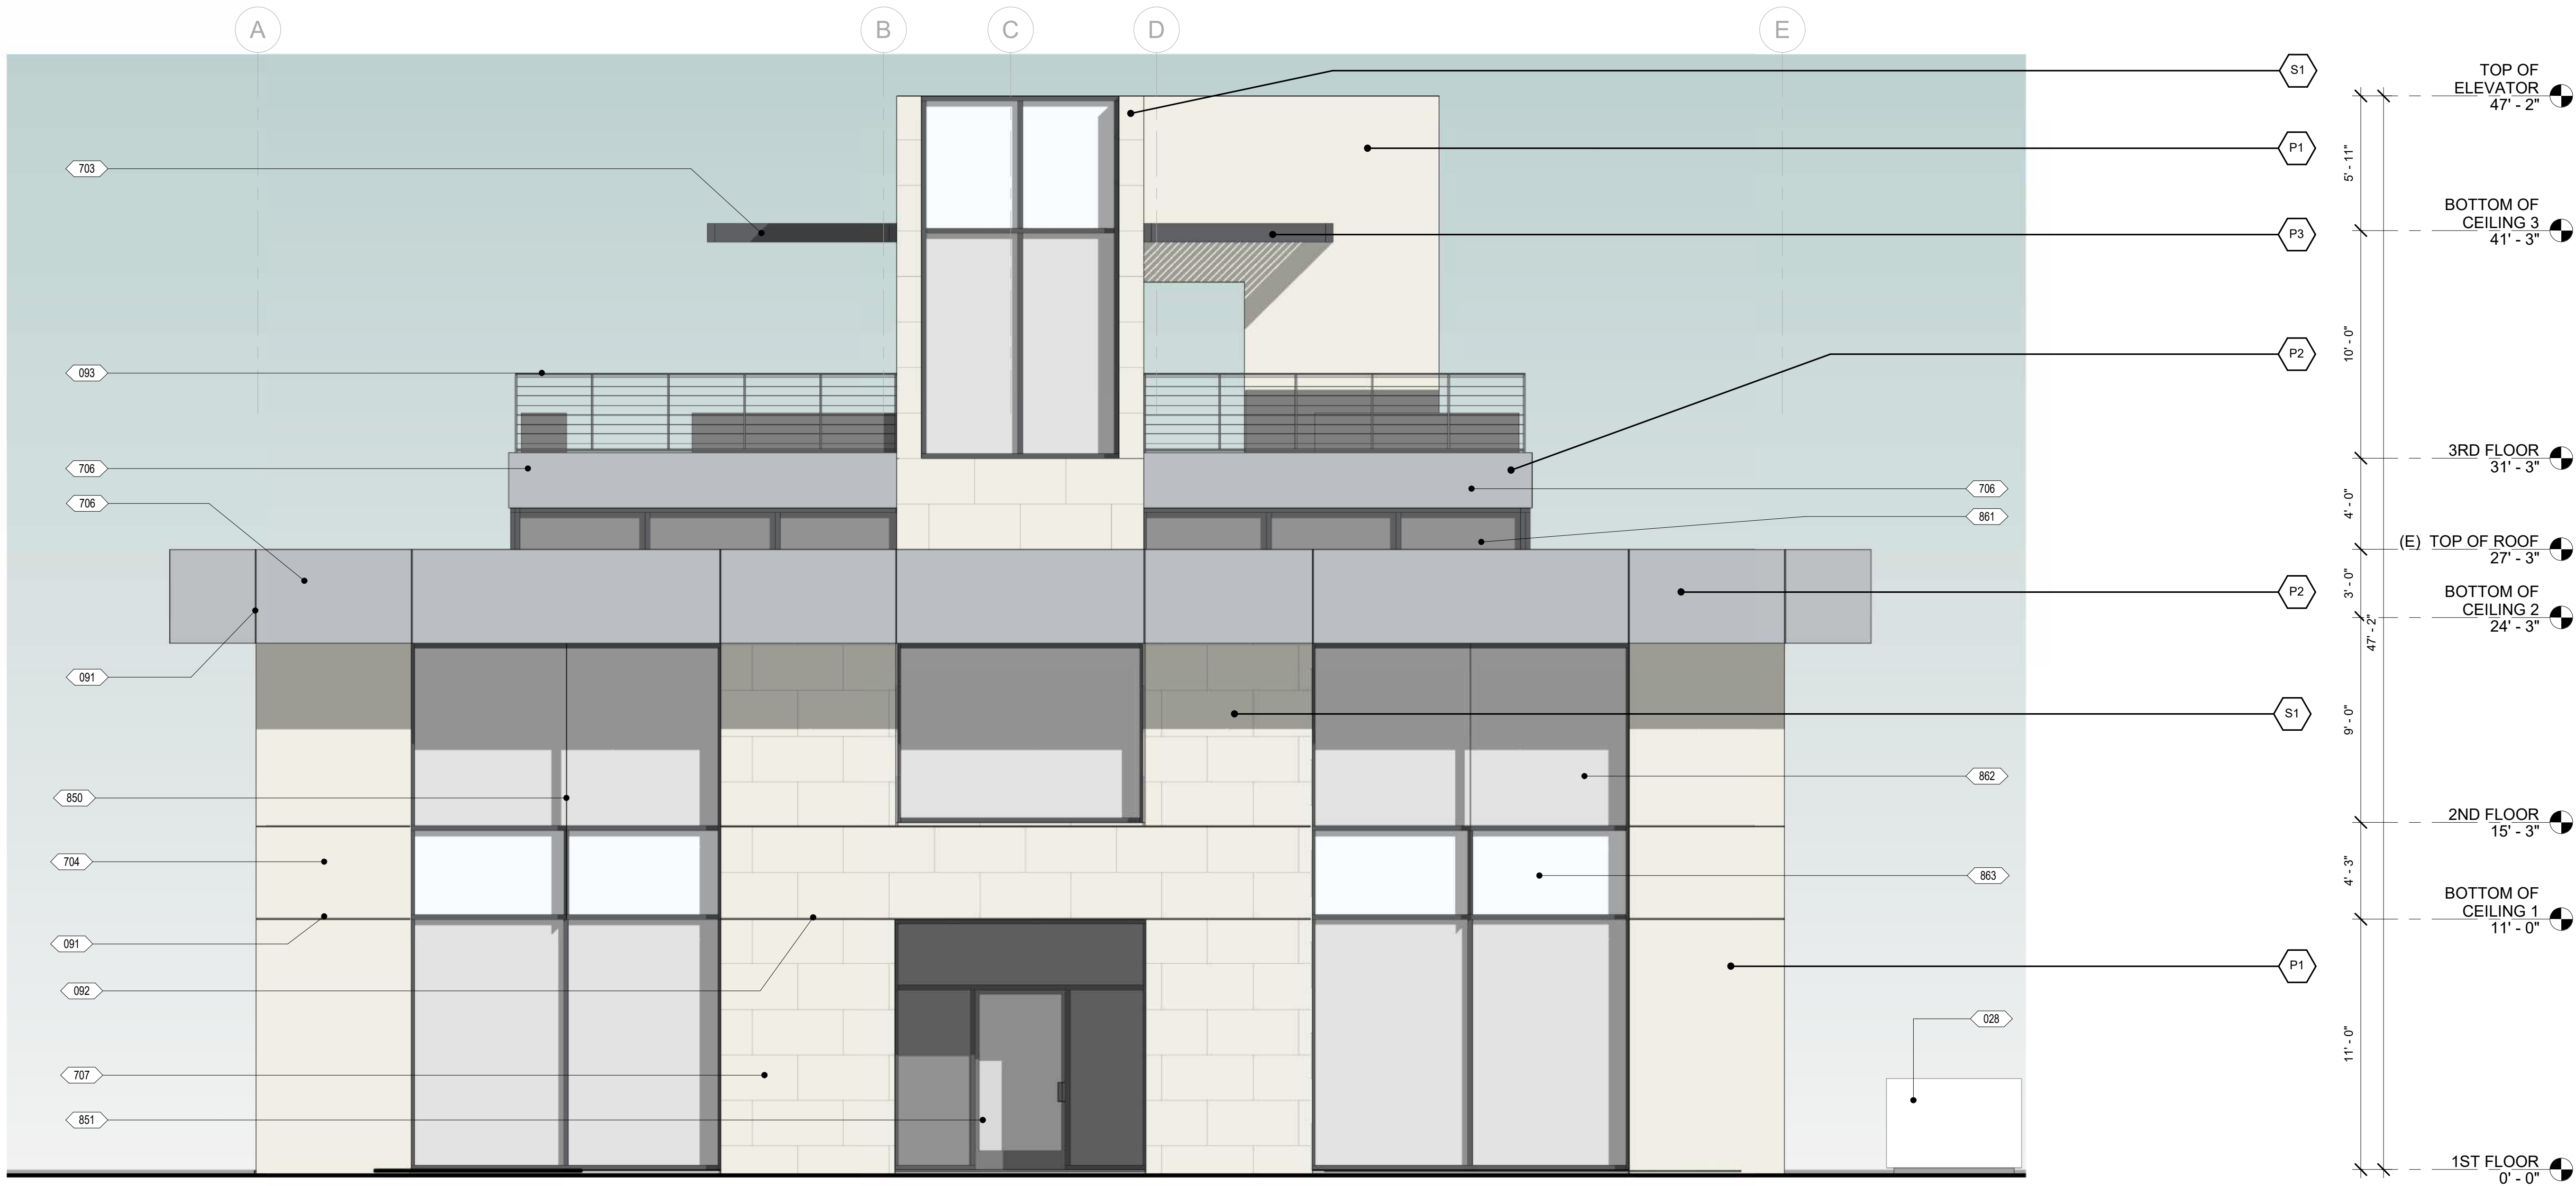 A
B
C
D
E
S1
TOP OF
ELEVATOR
47' - 2"
P1
5' - 11"
703
BOTTOM OF
CEILING 3
41' - 3"
P3
10' - 0"
P2
093
3RD FLOOR
31' - 3"
706
706
4' - 0"
706
861
(E) TOP OF ROOF
27' - 3"
3' - 0"
P2
BOTTOM OF
CEILING 2
24' - 3"
47' - 2"
091
S1
9' - 0"
862
850
2ND FLOOR
15' - 3"
704
863
4' - 3"
BOTTOM OF
CEILING 1
11' - 0"
091
P1
092
028
11' - 0"
707
851
1ST FLOOR
0' - 0"